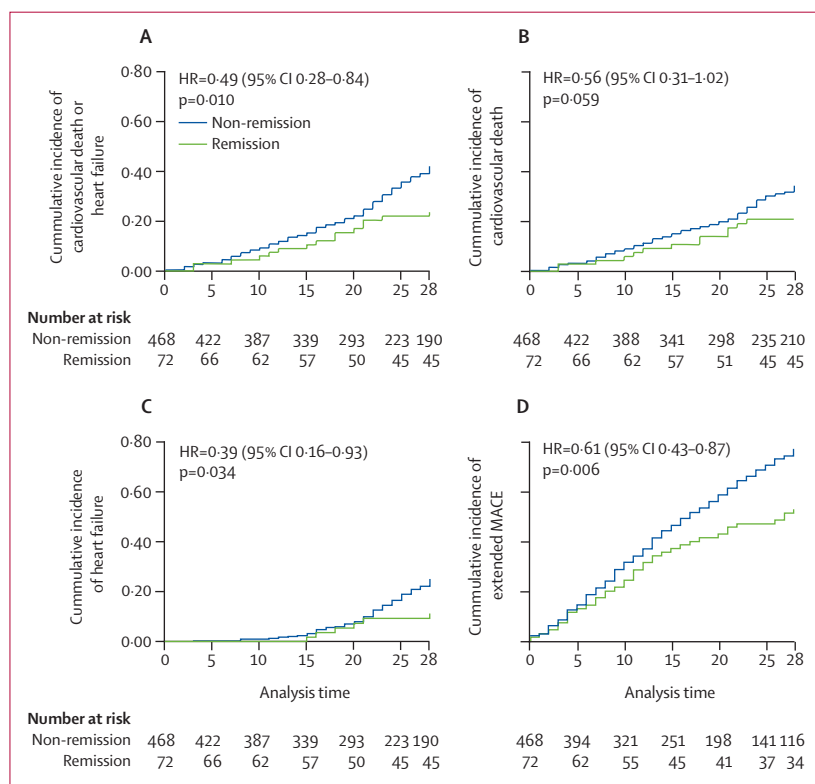 A
HR=0·49 (95% CI 0·28–0·84)
p=0·010
Non-remission
Remission
Cummulative incidence of
cardiovascular death or
heart failure
0·80
0·60
0·40
0·20
0·00
0 5 10 15 20 25 28
Number at risk
Non-remission 468 422 387 339 293 223 190
Remission 72 66 62 57 50 45 45
B
HR=0·56 (95% CI 0·31–1·02)
p=0·059
Cummulative incidence of
cardiovascular death
0 5 10 15 20 25 28
468 422 388 341 298 235 210
72 66 62 57 51 45 45
C
HR=0·39 (95% CI 0·16–0·93)
p=0·034
Cummulative incidence
of heart failure
0·80
0·60
0·40
0·20
0·00
0 5 10 15 20 25 28
Analysis time
Number at risk
Non-remission 468 422 387 339 293 223 190
Remission 72 66 62 57 50 45 45
D
HR=0·61 (95% CI 0·43–0·87)
p=0·006
Cummulative incidence of
extended MACE
0 5 10 15 20 25 28
Analysis time
468 394 321 251 198 141 116
72 62 55 45 41 37 34